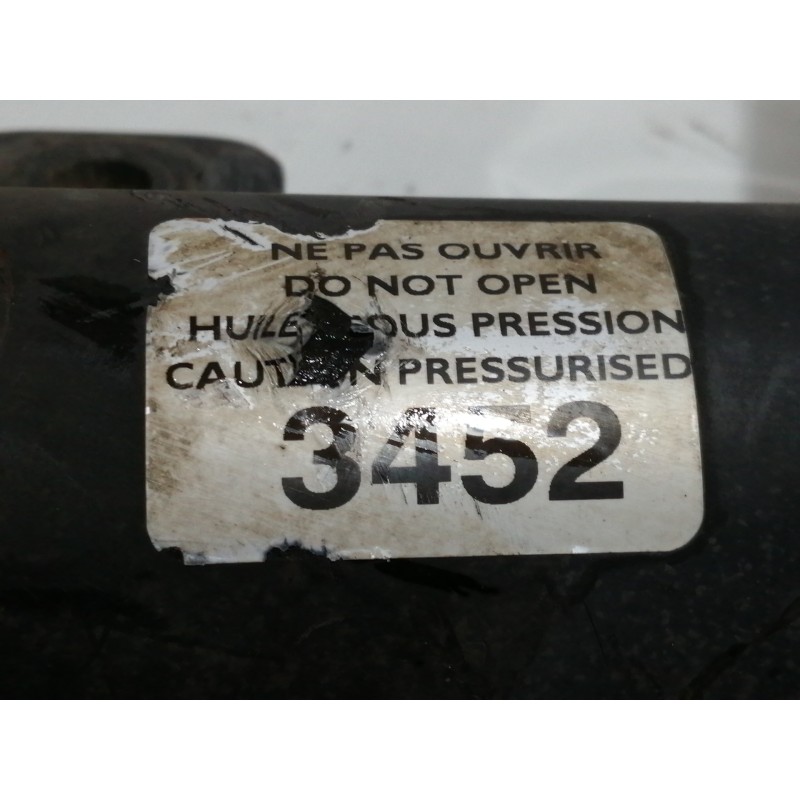 NE PAS OUVRIR
DO NOT OPEN
HUILE SOUS PRESSION
CAUTION PRESSURISED
3452